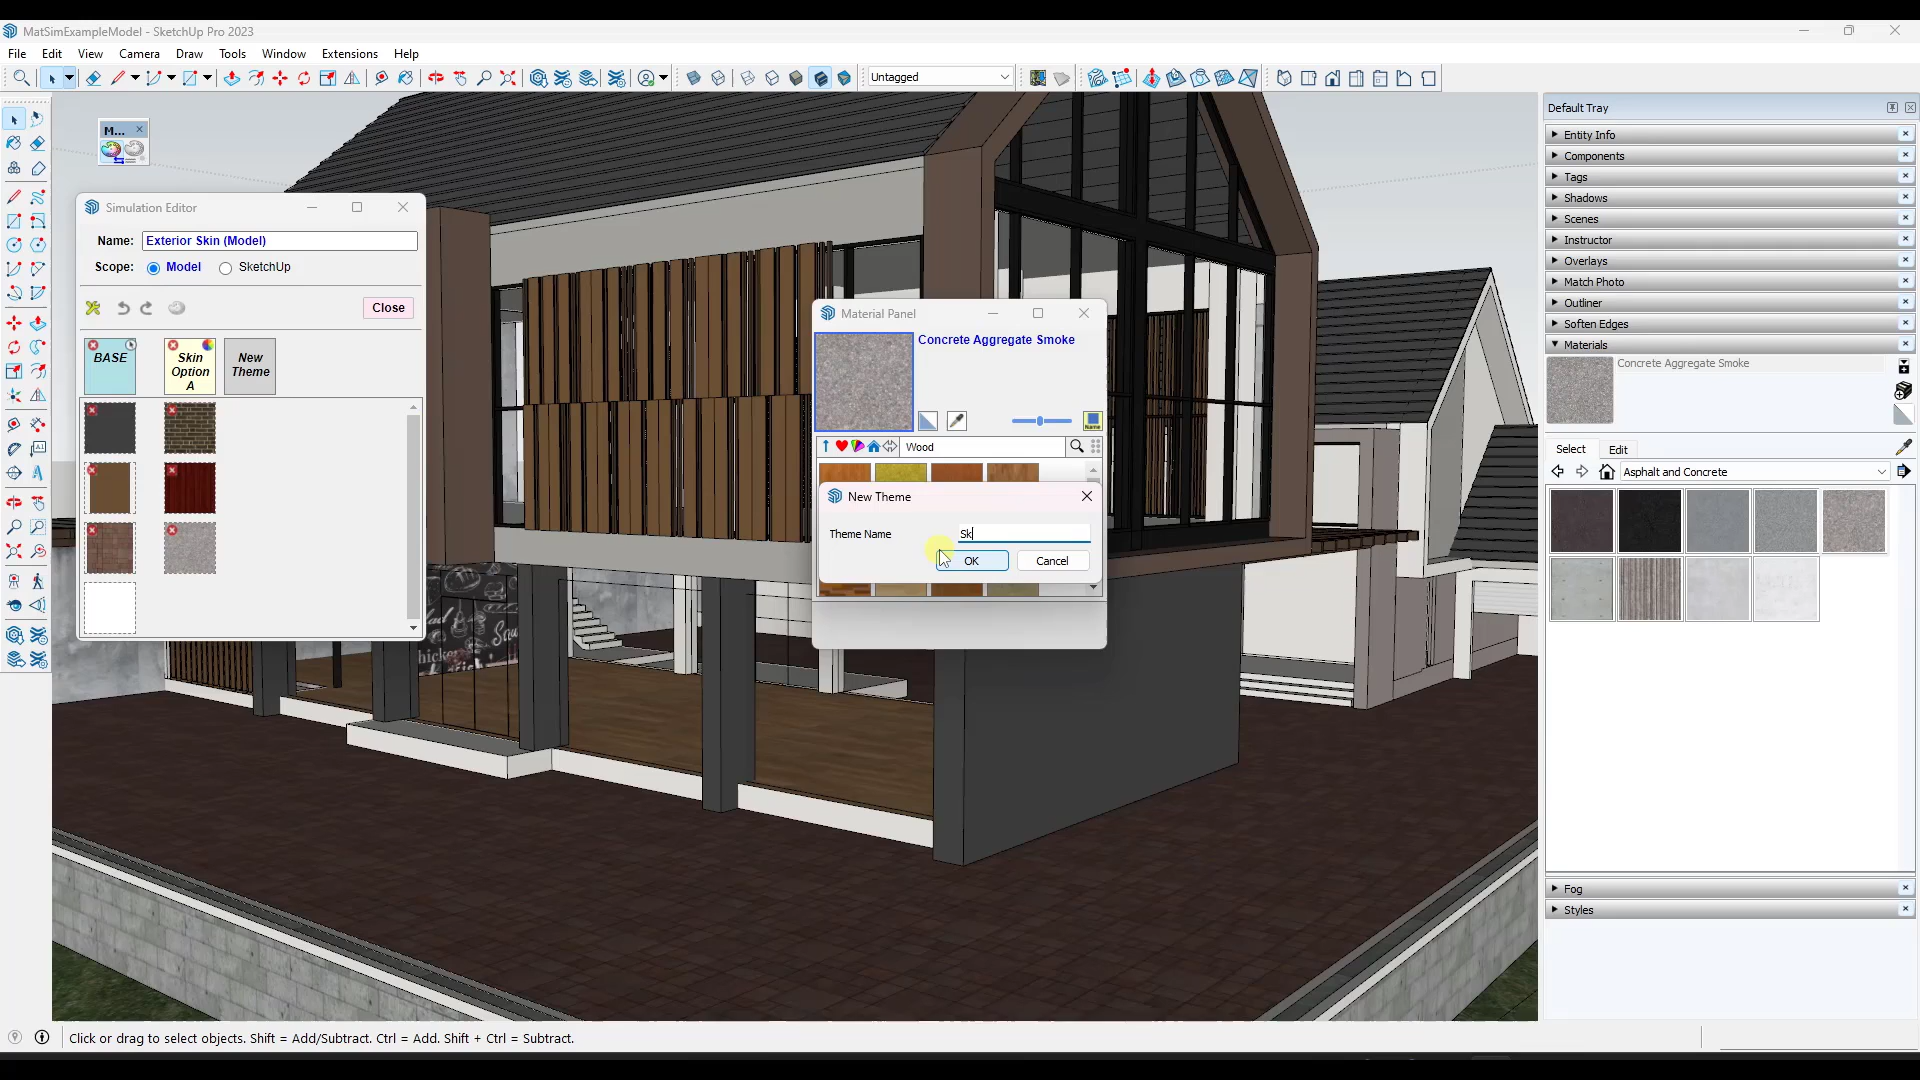 MatSimExampleModel - SketchUp Pro 2023
File Edit View Camera Draw Tools Window Extensions Help
Untagged
M...
Simulation Editor
Name: Exterior Skin (Model)
Scope: Model SketchUp
Close
BASE
Skin Option A
New Theme
Material Panel
Concrete Aggregate Smoke
Name
Wood
New Theme
Theme Name Sk
OK Cancel
Default Tray
Entity Info
Components
Tags
Shadows
Scenes
Instructor
Overlays
Match Photo
Outliner
Soften Edges
Materials
Concrete Aggregate Smoke
Select Edit
Asphalt and Concrete
Fog
Styles
Click or drag to select objects. Shift = Add/Subtract. Ctrl = Add. Shift + Ctrl = Subtract.